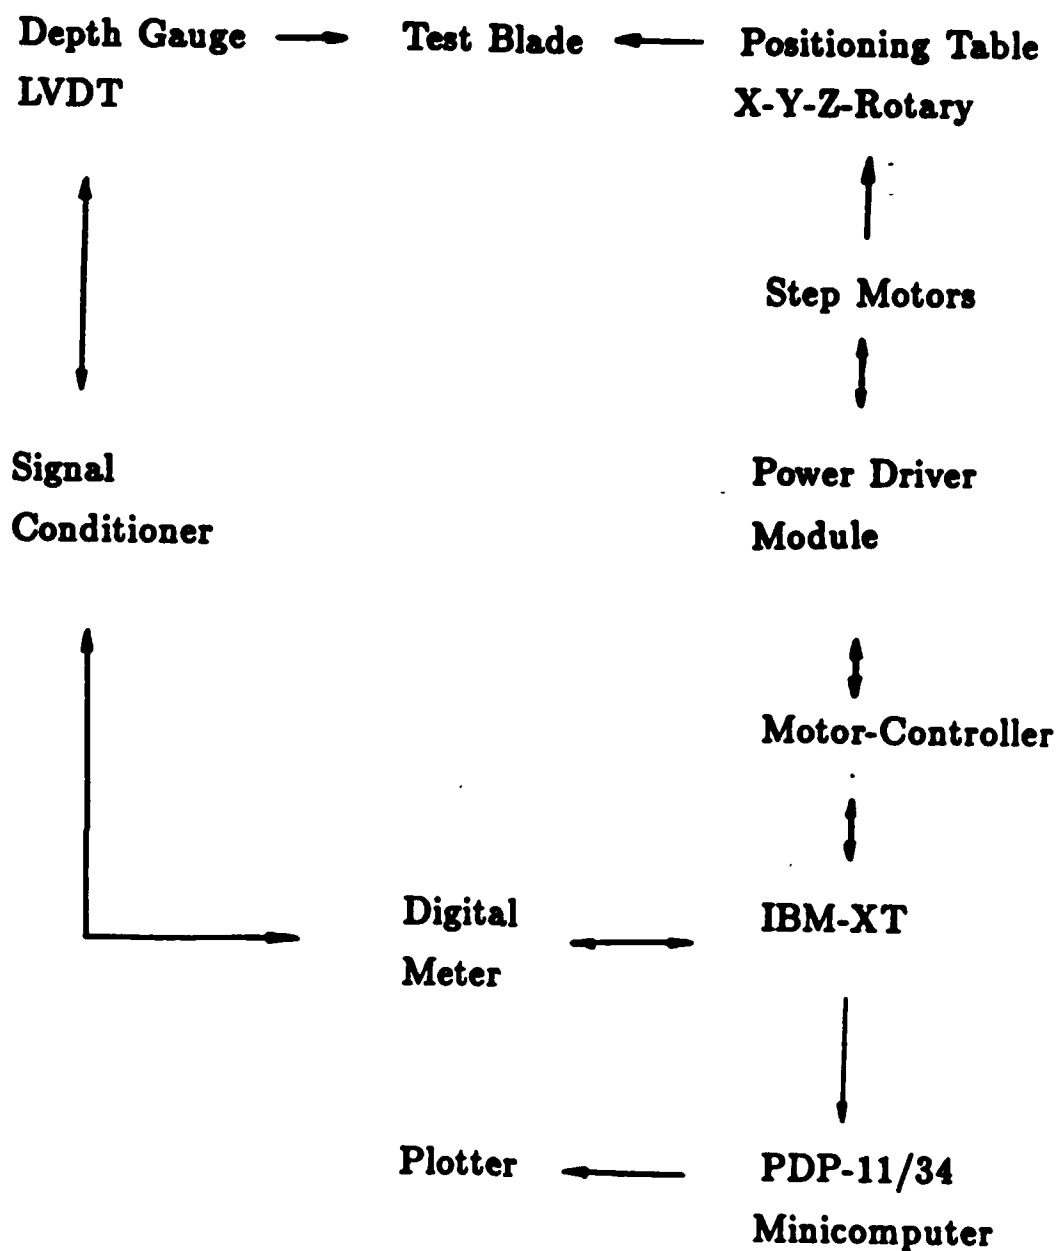 Depth Gauge
LVDT
Test Blade
Positioning Table
X-Y-Z-Rotary
Step Motors
Signal
Conditioner
Power Driver
Module
Motor-Controller
Digital
Meter
IBM-XT
Plotter
PDP-11/34
Minicomputer